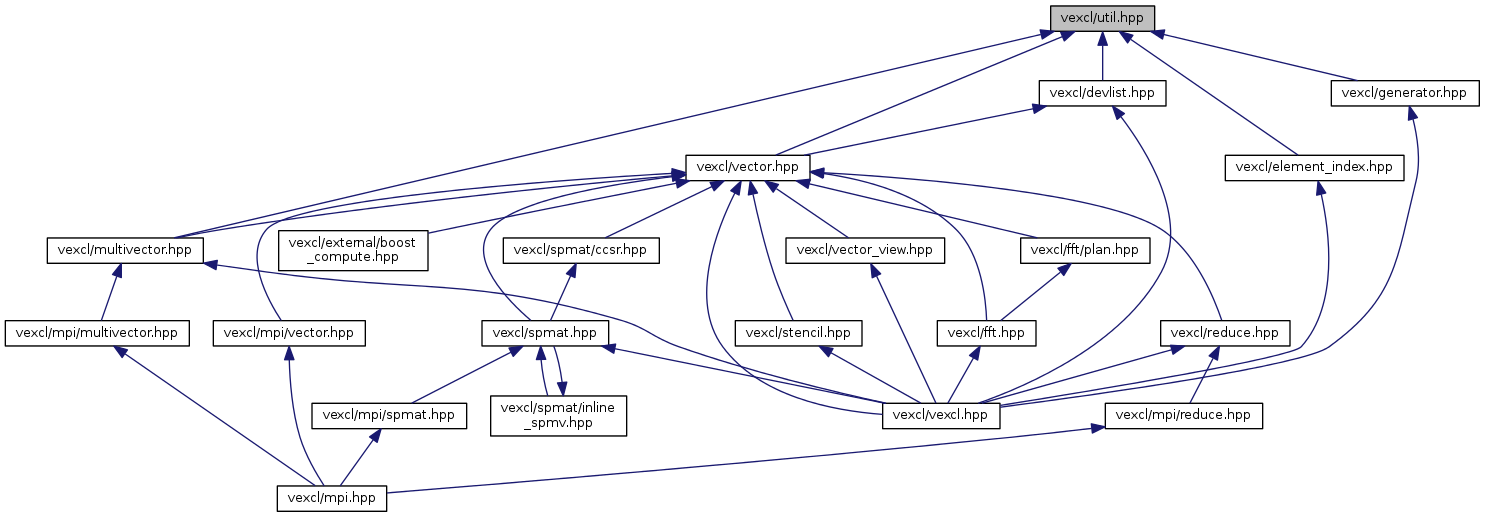 vexcl/util.hpp
vexcl/devlist.hpp
vexcl/generator.hpp
vexcl/vector.hpp
vexcl/element_index.hpp
vexcl/multivector.hpp
vexcl/external/boost
_compute.hpp
vexcl/spmat/ccsr.hpp
vexcl/vector_view.hpp
vexcl/fft/plan.hpp
vexcl/mpi/multivector.hpp
vexcl/mpi/vector.hpp
vexcl/spmat.hpp
vexcl/stencil.hpp
vexcl/fft.hpp
vexcl/reduce.hpp
vexcl/mpi/spmat.hpp
vexcl/spmat/inline
_spmv.hpp
vexcl/vexcl.hpp
vexcl/mpi/reduce.hpp
vexcl/mpi.hpp